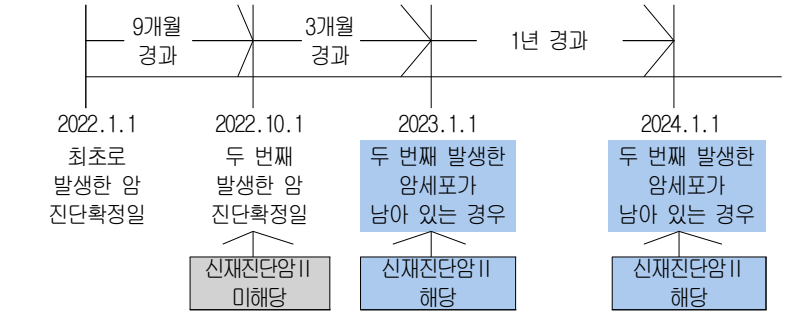 9개월
경과
3개월
경과
1년 경과
2022.1.1
최초로
발생한 암
진단확정일
2022.10.1
두 번째
발생한 암
진단확정일
신재진단암Ⅱ
미해당
2023.1.1
두 번째 발생한
암세포가
남아 있는 경우
신재진단암Ⅱ
해당
2024.1.1
두 번째 발생한
암세포가
남아 있는 경우
신재진단암Ⅱ
해당